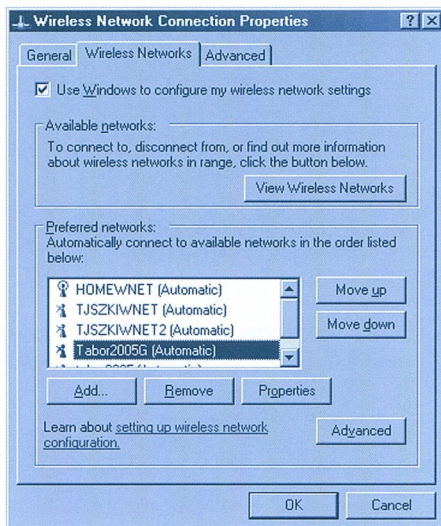 Wireless Network Connection Properties
General Wireless Networks Advanced
Use Windows to configure my wireless network settings
Available networks:
To connect to, disconnect from, or find out more information
about wireless networks in range, click the button below.
View Wireless Networks
Preferred networks:
Automatically connect to available networks in the order listed
below:
HOMEWNET (Automatic)
TJSZKIWNET (Automatic)
TJSZKIWNET2 (Automatic)
Tabor2005G (Automatic)
Move up
Move down
Add... Remove Properties
Learn about setting up wireless network
configuration.
Advanced
OK Cancel